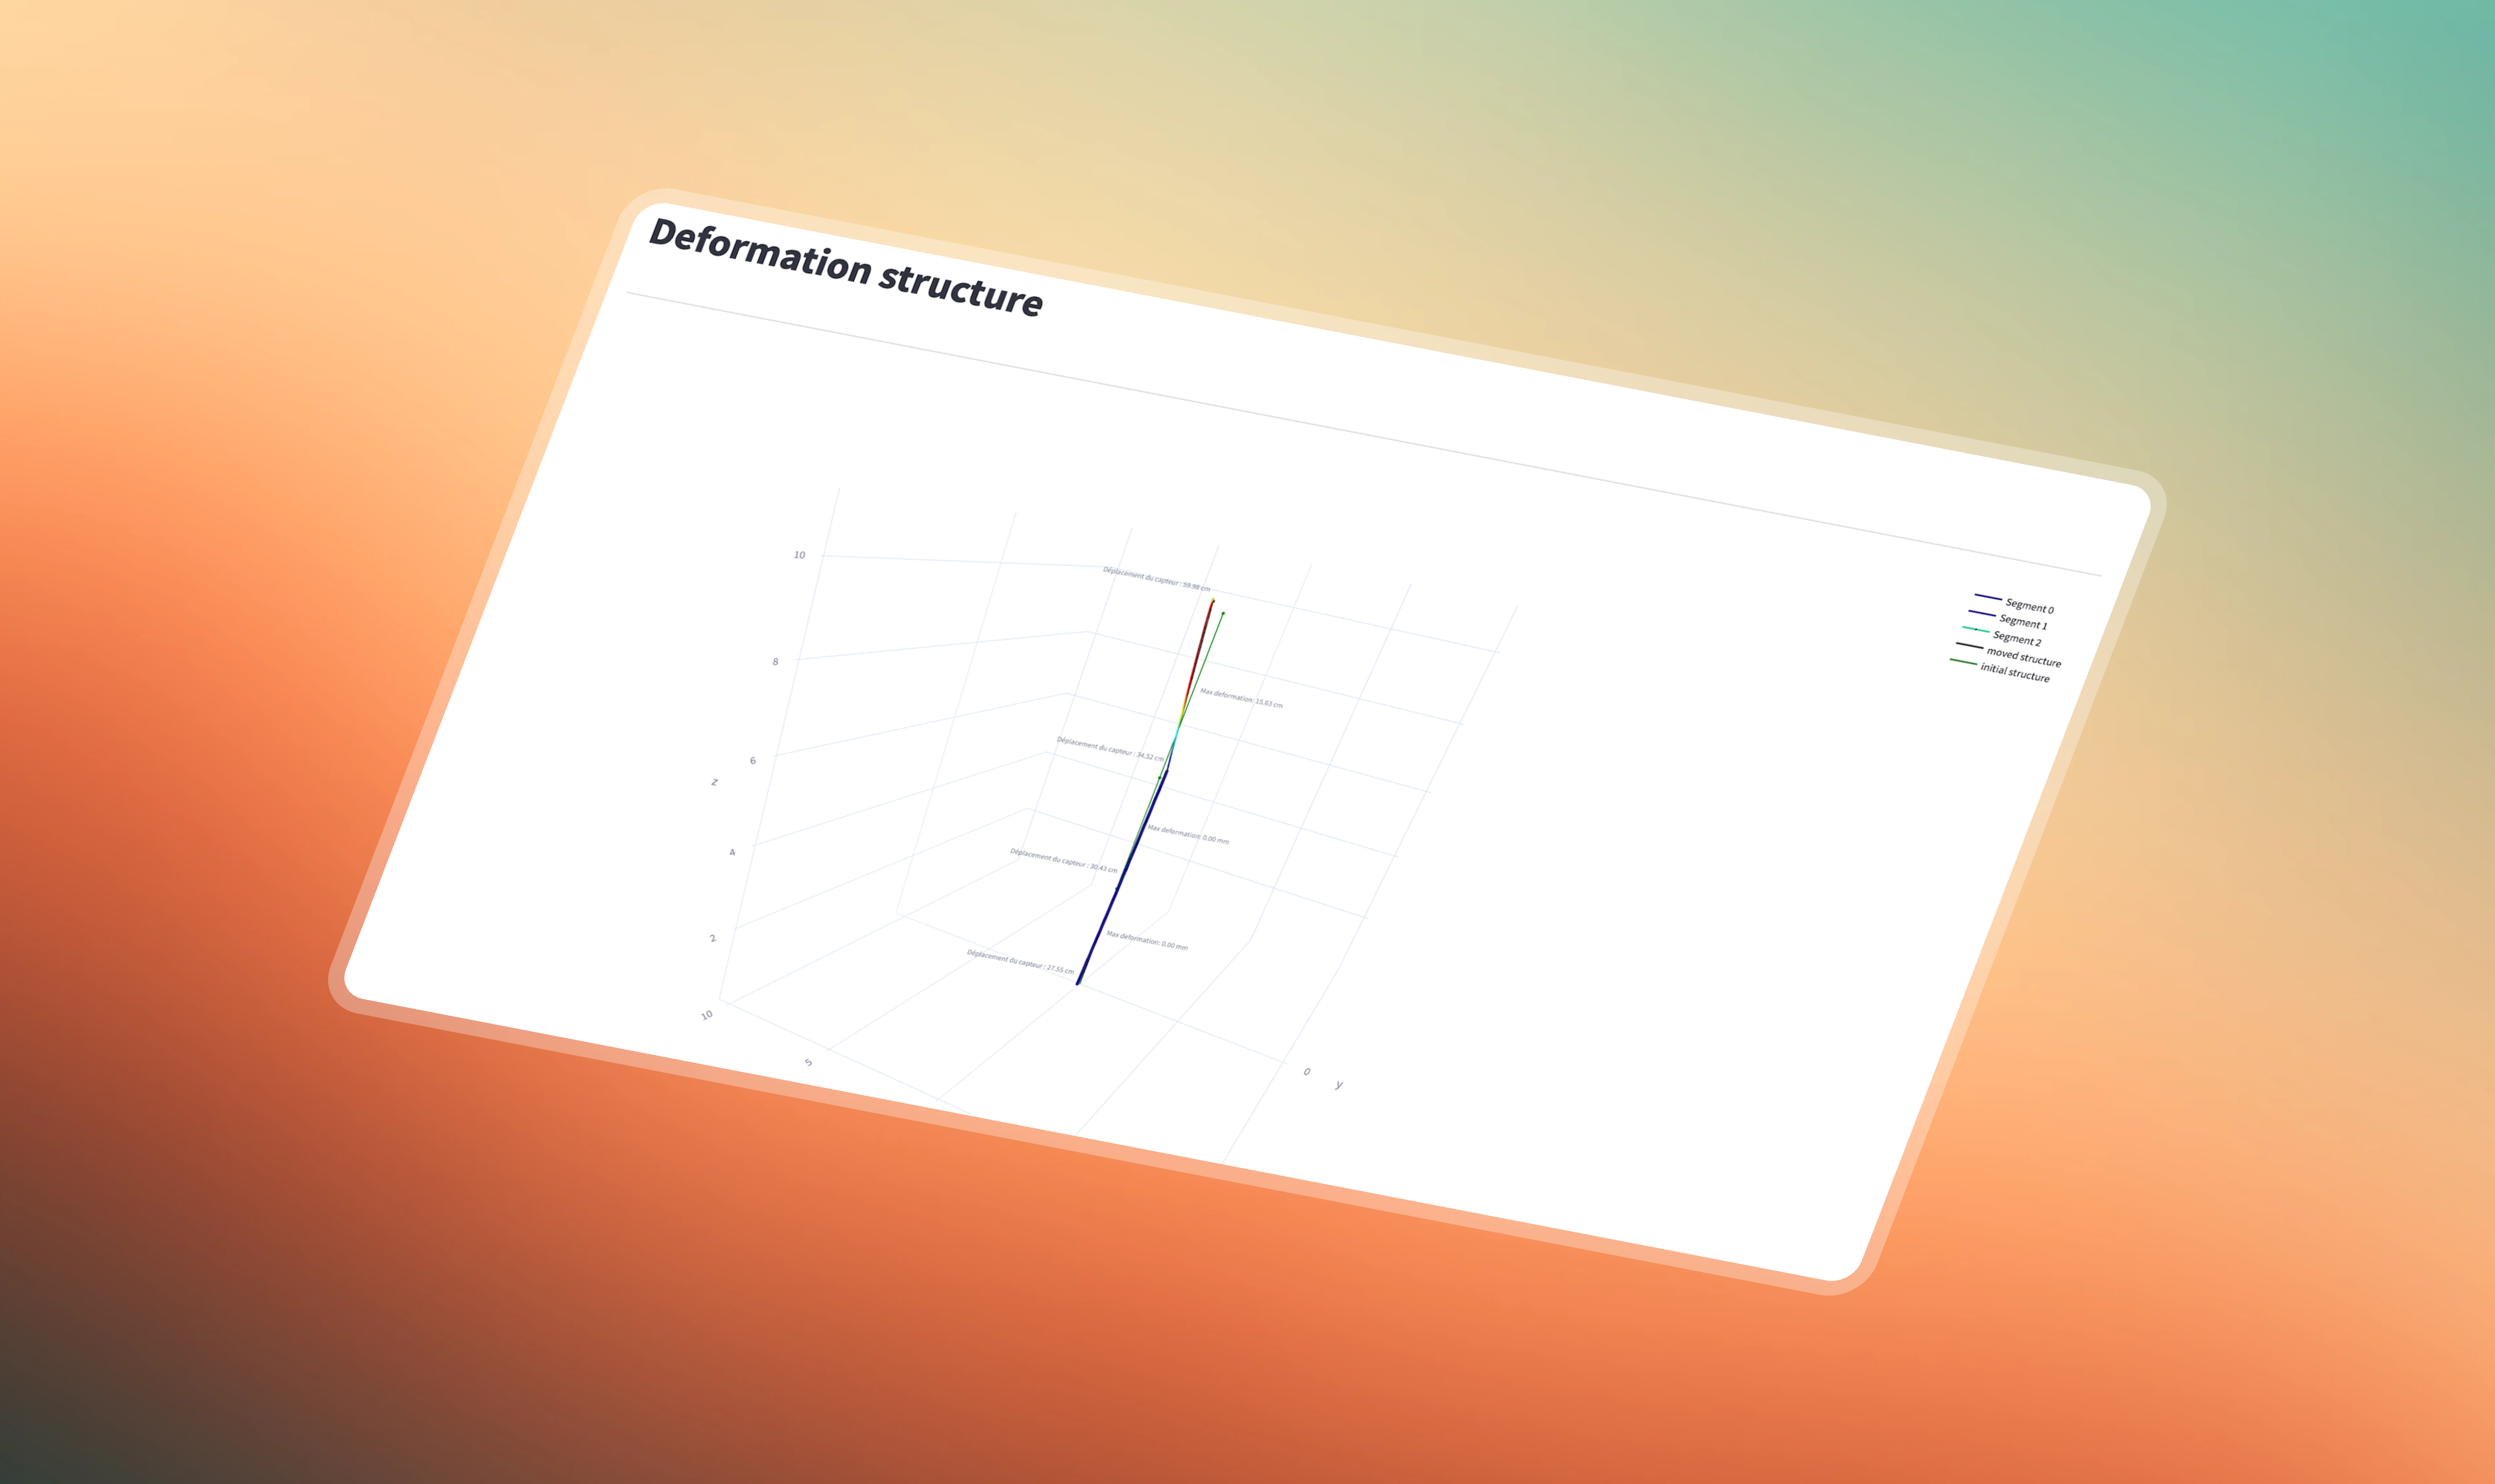 Deformation structure
Segment 0
Segment 1
Segment 2
moved structure
initial structure
10
8
6
z
4
2
10
5
0
y
Déplacement du capteur : 59.98 cm
Max deformation: 15.63 cm
Déplacement du capteur : 34.52 cm
Max deformation: 0.00 mm
Déplacement du capteur : 30.43 cm
Max deformation: 0.00 mm
Déplacement du capteur : 27.55 cm